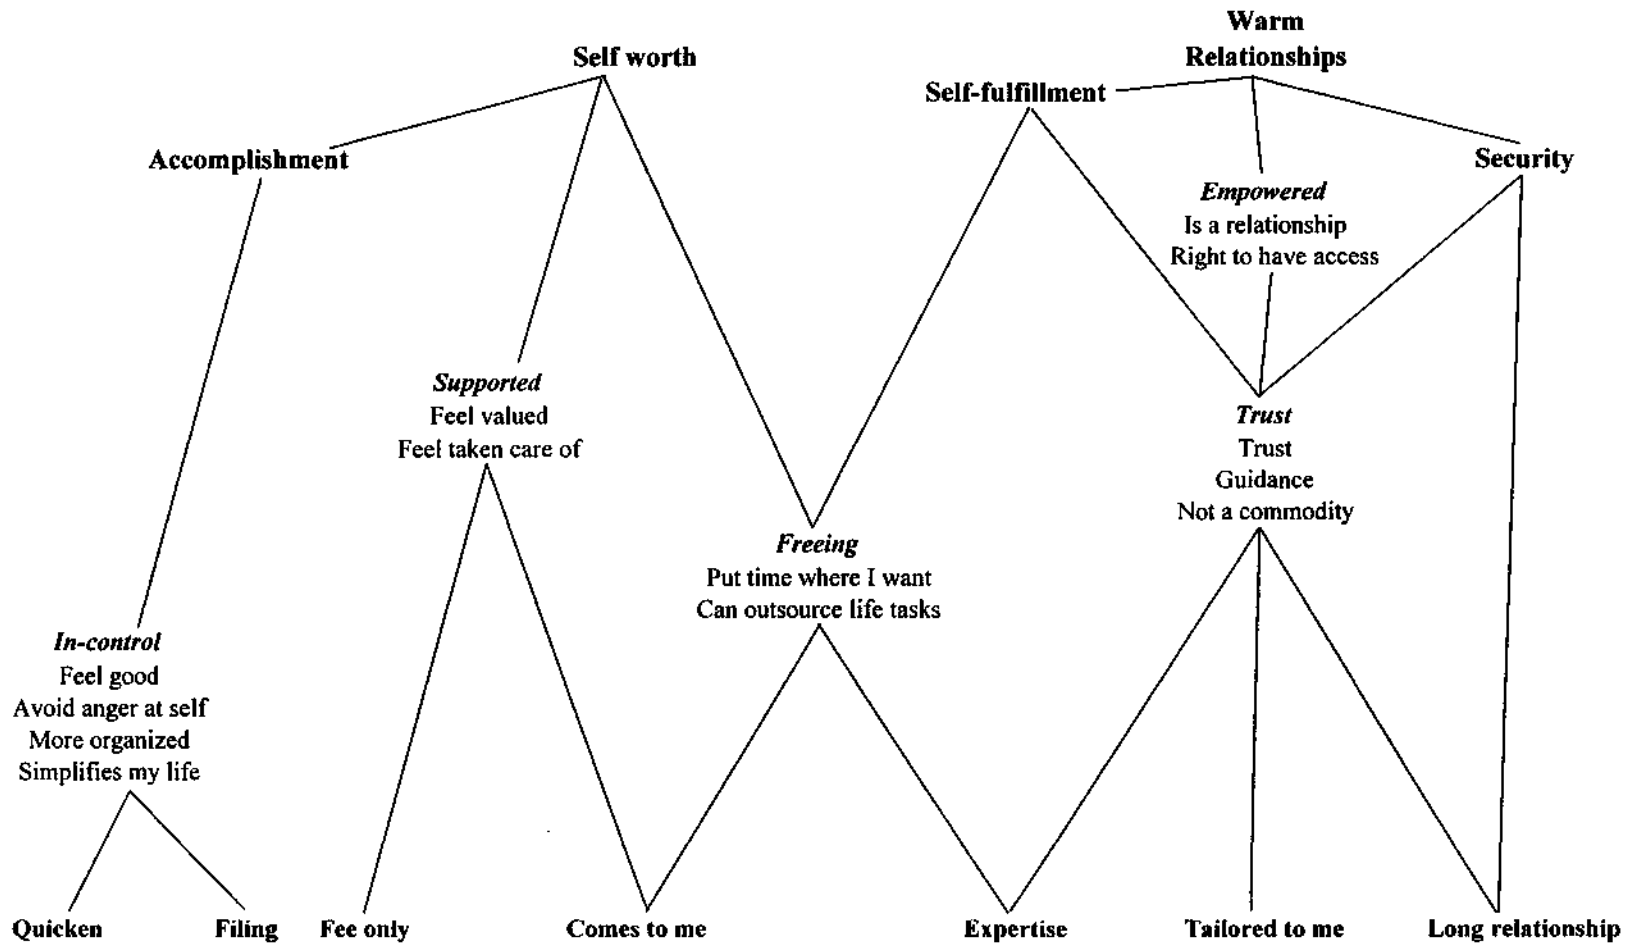 Warm
Relationships
Self worth
Self-fulfillment
Accomplishment
Security
Empowered
Is a relationship
Right to have access
Supported
Feel valued
Feel taken care of
Trust
Trust
Guidance
Not a commodity
Freeing
Put time where I want
Can outsource life tasks
In-control
Feel good
Avoid anger at self
More organized
Simplifies my life
Quicken
Filing
Fee only
Comes to me
Expertise
Tailored to me
Long relationship